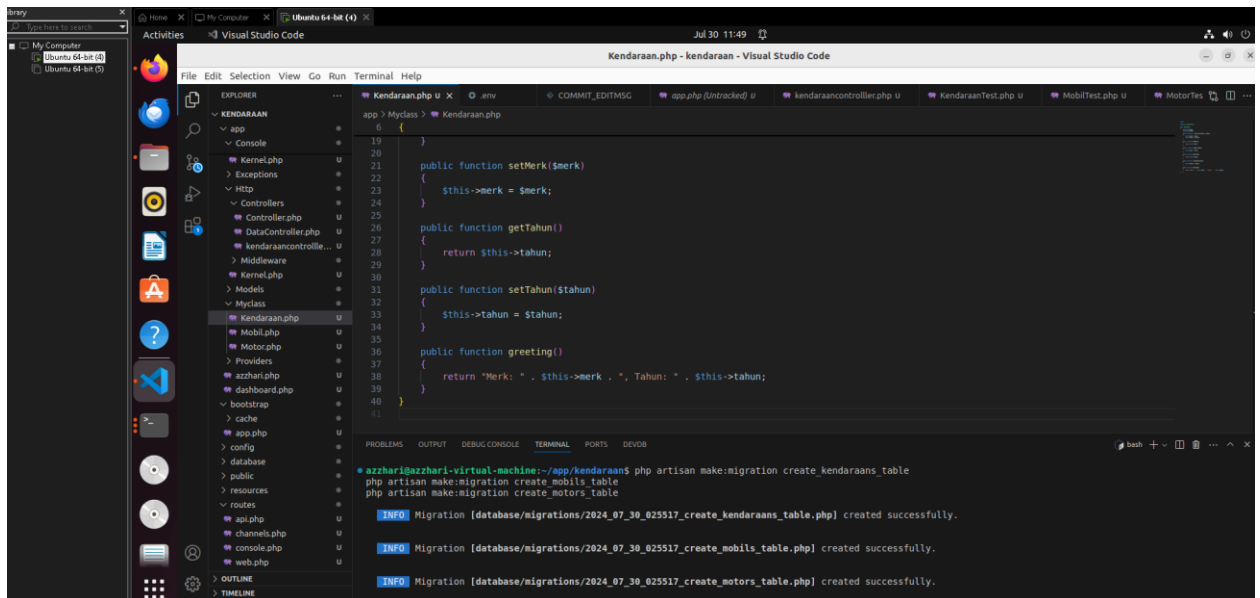 ibrary
Type here to search
My Computer
Ubuntu 64-bit (4)
Ubuntu 64-bit (5)
Home
My Computer
Ubuntu 64-bit (4)
Activities
Visual Studio Code
Jul 30 11:49
Kendaraan.php - kendaraan - Visual Studio Code
File Edit Selection View Go Run Terminal Help
EXPLORER
KENDARAAN
app
Console
Kernel.php U
Exceptions
Http
Controllers
Controller.php U
DataController.php U
kendaraancontrollle... U
Middleware
Kernel.php U
Models
Myclass
Kendaraan.php U
Mobil.php U
Motor.php U
Providers
azzhari.php U
dashboard.php U
bootstrap
cache
app.php U
config
database
public
resources
routes
api.php U
channels.php U
console.php U
web.php U
OUTLINE
TIMELINE
Kendaraan.php U
.env
COMMIT_EDITMSG
app.php (Untracked) U
kendaraancontrolller.php U
KendaraanTest.php U
MobilTest.php U
MotorTes
app > Myclass > Kendaraan.php
6 {
19 }
20
21 public function setMerk($merk)
22 {
23 $this->merk = $merk;
24 }
25
26 public function getTahun()
27 {
28 return $this->tahun;
29 }
30
31 public function setTahun($tahun)
32 {
33 $this->tahun = $tahun;
34 }
35
36 public function greeting()
37 {
38 return "Merk: " . $this->merk . ", Tahun: " . $this->tahun;
39 }
40 }
41
PROBLEMS OUTPUT DEBUG CONSOLE TERMINAL PORTS DEVDB
bash
azzhari@azzhari-virtual-machine:~/app/kendaraan$ php artisan make:migration create_kendaraans_table
php artisan make:migration create_mobils_table
php artisan make:migration create_motors_table
INFO Migration [database/migrations/2024_07_30_025517_create_kendaraans_table.php] created successfully.
INFO Migration [database/migrations/2024_07_30_025517_create_mobils_table.php] created successfully.
INFO Migration [database/migrations/2024_07_30_025517_create_motors_table.php] created successfully.